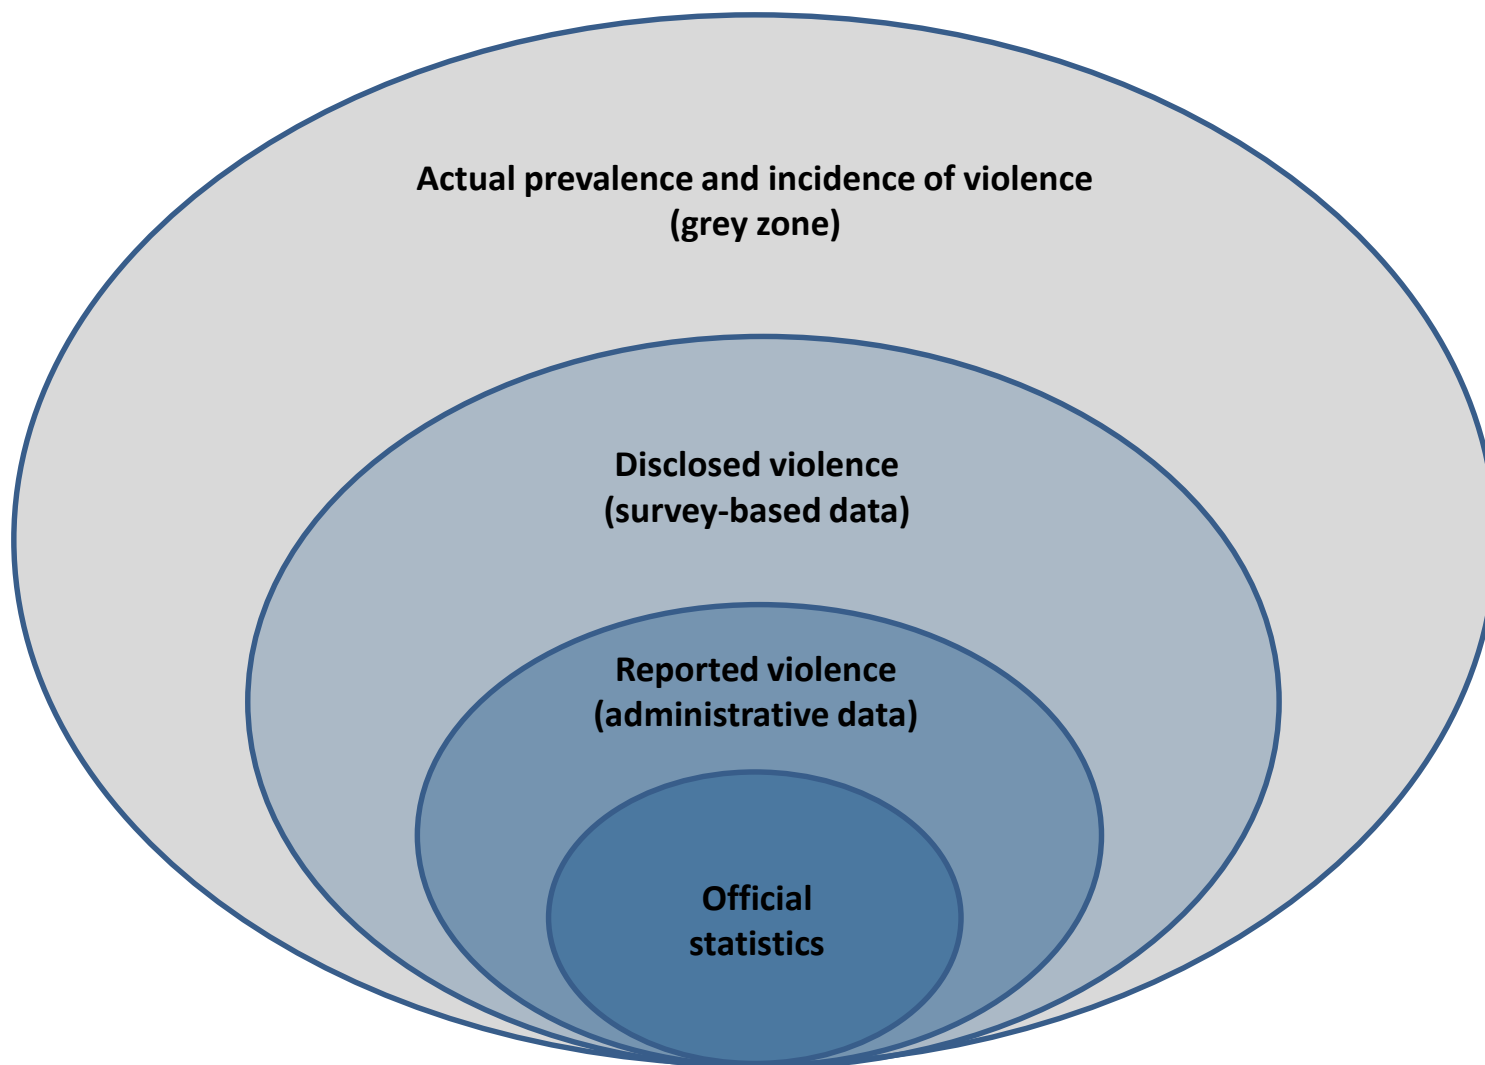 Actual prevalence and incidence of violence
(grey zone)
Disclosed violence
(survey-based data)
Reported violence
(administrative data)
Official
statistics